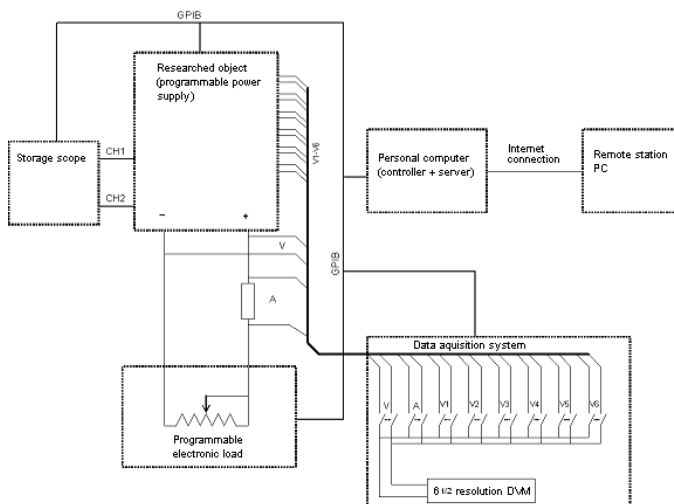 GPIB
Researched object
(programmable power
supply)
Storage scope
CH1
CH2
V1-V6
Personal computer
(controller + server)
Internet
connection
Remote station
PC
-
+
V
A
GPIB
Data aquisition system
V
A
V1
V2
V3
V4
V5
V6
Programmable
electronic load
6 1/2 resolution DVM